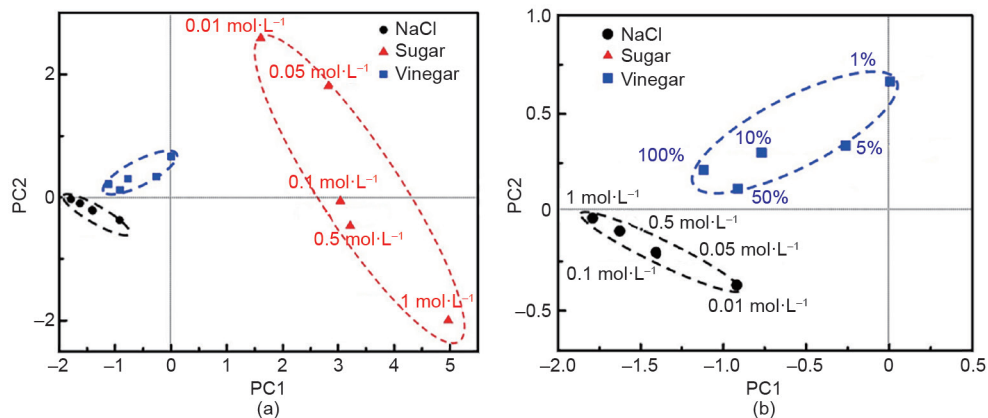 0.01 mol·L⁻¹
NaCl
Sugar
Vinegar
0.05 mol·L⁻¹
0.1 mol·L⁻¹
0.5 mol·L⁻¹
1 mol·L⁻¹
2
0
−2
PC2
−2 −1 0 1 2 3 4 5
PC1
(a)
NaCl
Sugar
Vinegar
1%
10%
5%
100%
50%
1 mol·L⁻¹
0.5 mol·L⁻¹
0.05 mol·L⁻¹
0.1 mol·L⁻¹
0.01 mol·L⁻¹
1.0
0.5
0
−0.5
PC2
−2.0 −1.5 −1.0 −0.5 0 0.5
PC1
(b)